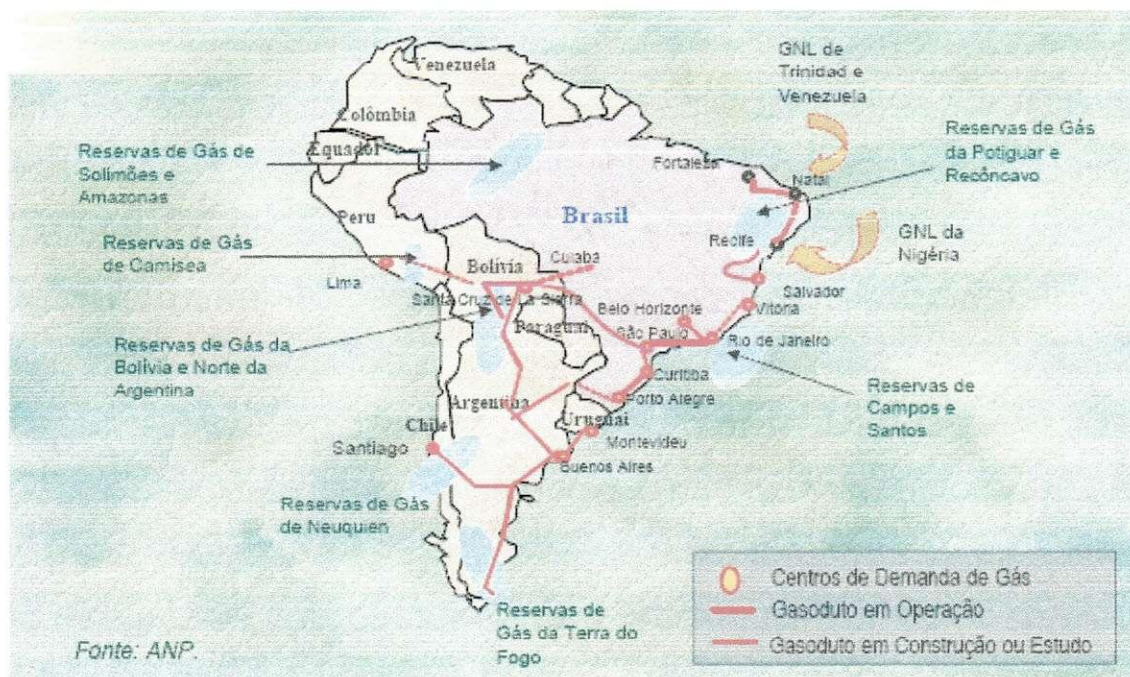 Venezuela
GNL de
Trinidad e
Venezuela
Colômbia
Equador
Reservas de Gás de
Solimões e
Amazonas
Fortaleza
Natal
Reservas de Gás
da Potiguar e
Recôncavo
Peru
Brasil
Recife
GNL da
Nigéria
Reservas de Gás
de Camisea
Lima
Bolívia
Cuiabá
Santa Cruz de La Sierra
Salvador
Belo Horizonte
Vitória
Paraguai
São Paulo
Rio de Janeiro
Reservas de Gás da
Bolívia e Norte da
Argentina
Curitiba
Porto Alegre
Reservas de
Campos e
Santos
Argentina
Chile
Uruguai
Montevideu
Santiago
Buenos Aires
Reservas de Gás
de Neuquien
Reservas de
Gás da Terra do
Fogo
Centros de Demanda de Gás
Gasoduto em Operação
Gasoduto em Construção ou Estudo
Fonte: ANP.